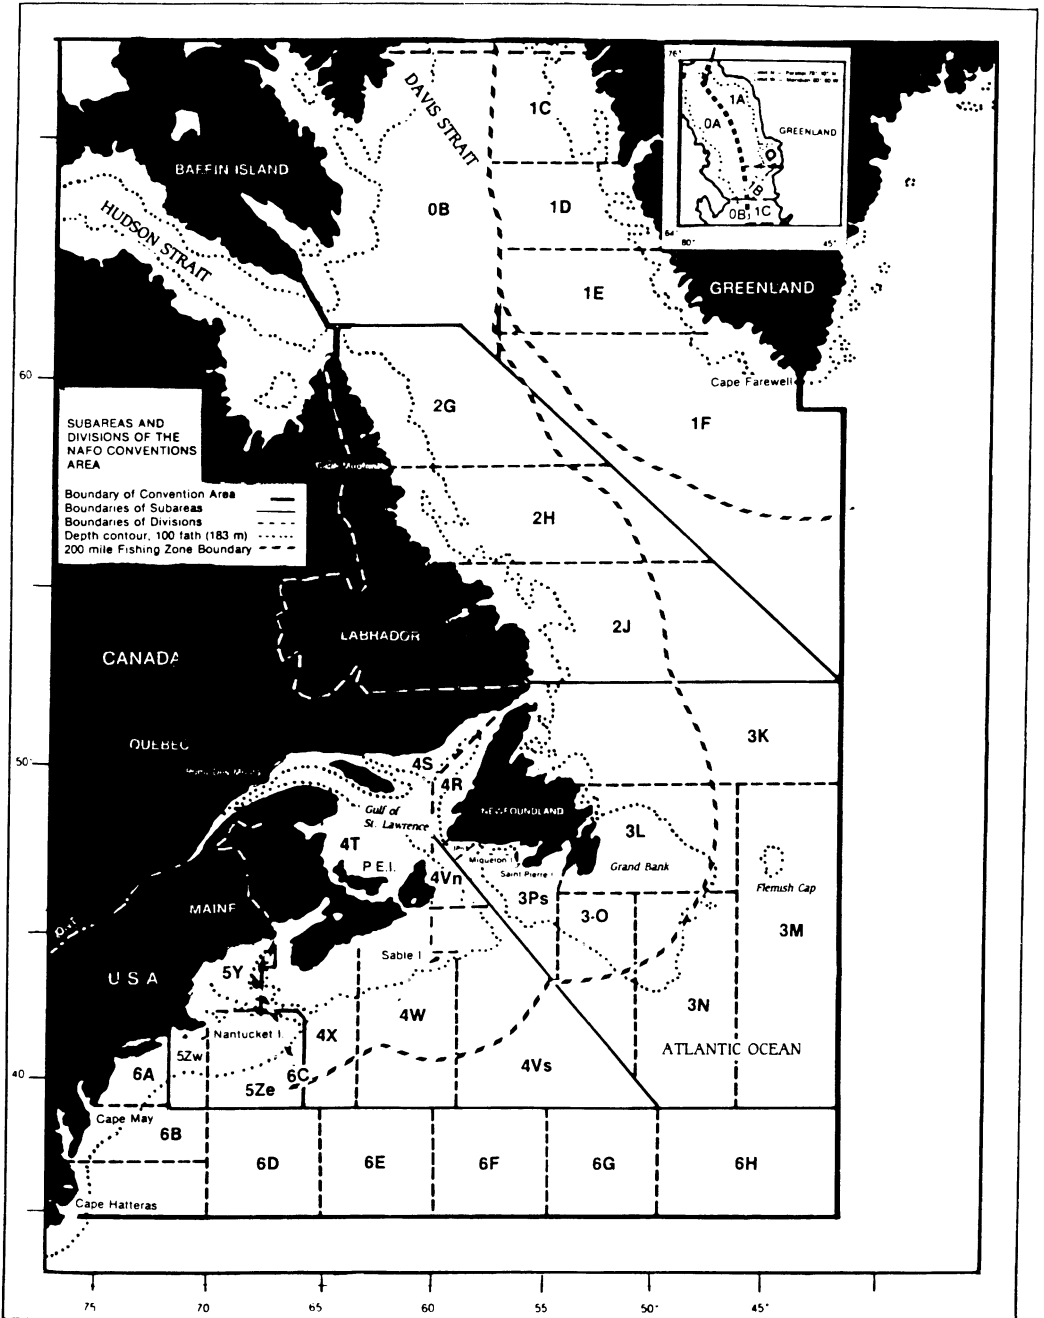 DAVIS STRAIT
1C
76°
1A
0A
GREENLAND
1B
0B
1C
64°
80°
45°
BAFFIN ISLAND
HUDSON STRAIT
0B
1D
1E
GREENLAND
Cape Farewell
60
2G
1F
SUBAREAS AND
DIVISIONS OF THE
NAFO CONVENTIONS
AREA
Boundary of Convention Area
Boundaries of Subareas
Boundaries of Divisions
Depth contour, 100 fath (183 m)
200 mile Fishing Zone Boundary
2H
LABRADOR
2J
CANADA
QUEBEC
3K
50°
4S
4R
NEWFOUNDLAND
Gulf of
St. Lawrence
3L
4T
P.E.I.
Miquelon I.
Saint Pierre I.
Grand Bank
Flemish Cap
4Vn
3Ps
MAINE
3-O
3M
Sable I.
U S A
5Y
3N
4W
Nantucket I.
4X
ATLANTIC OCEAN
5Zw
4Vs
40
6A
6C
5Ze
Cape May
6B
6D
6E
6F
6G
6H
Cape Hatteras
75
70
65
60
55
50°
45°